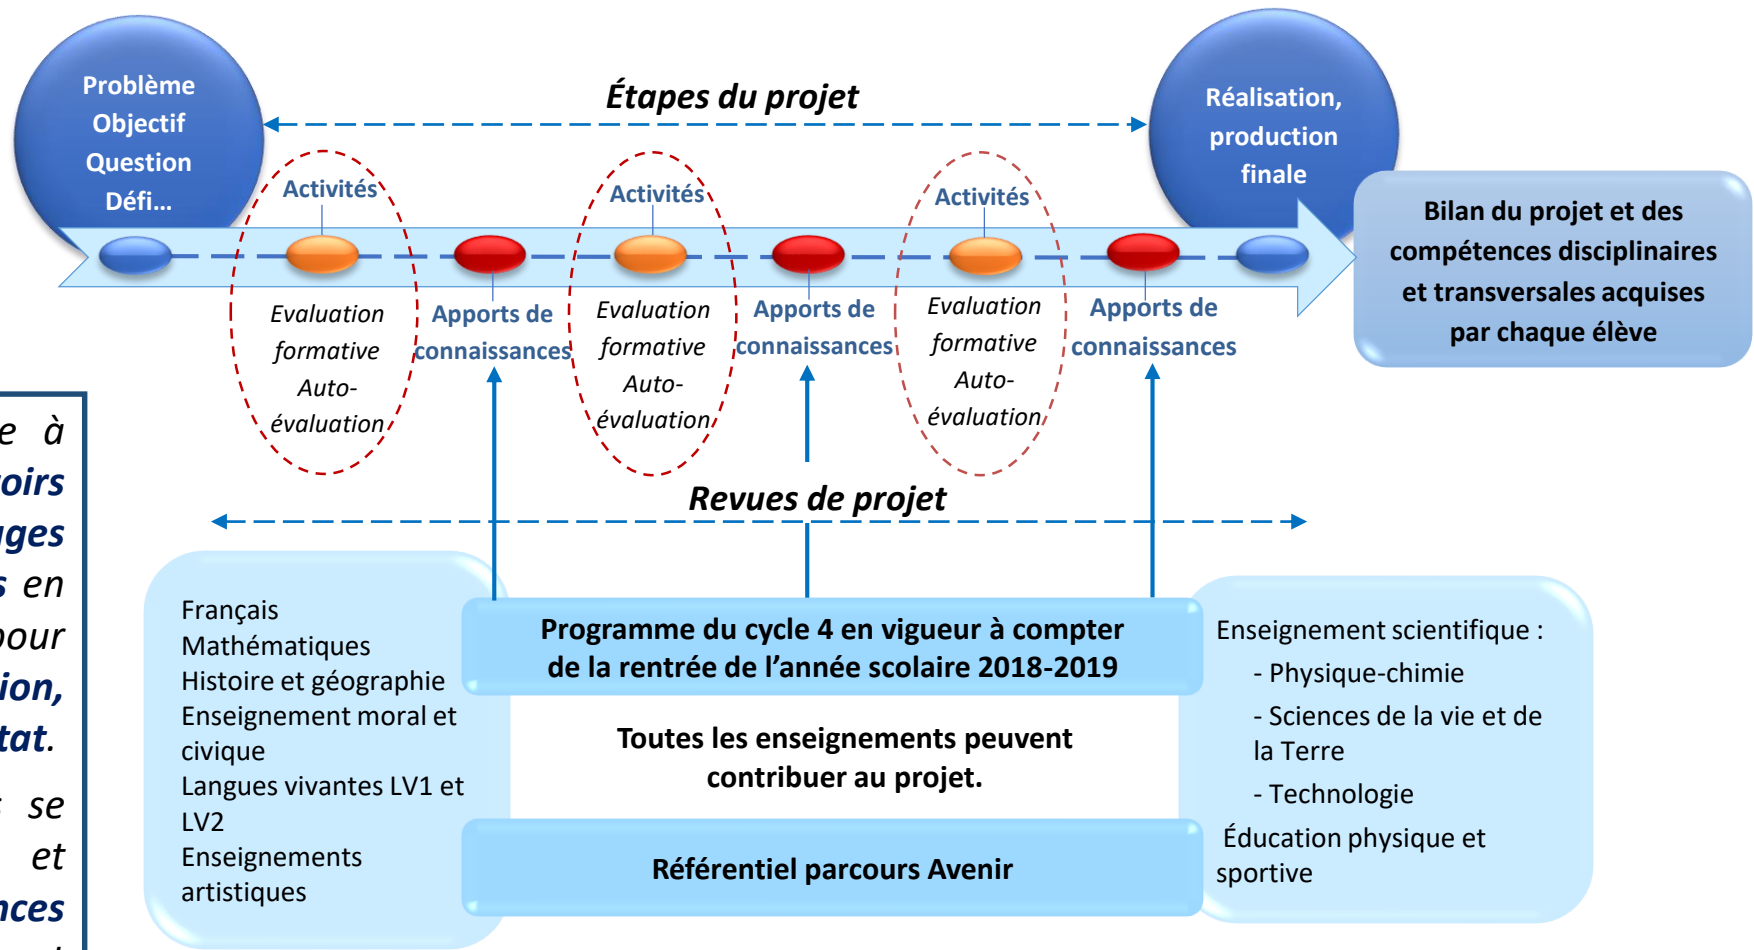 Problème
Objectif
Question
Défi...
Étapes du projet
Réalisation,
production
finale
Activités
Activités
Activités
Bilan du projet et des
compétences disciplinaires
et transversales acquises
par chaque élève
Evaluation
formative
Auto-
évaluation
Apports de
connaissances
Evaluation
formative
Auto-
évaluation
Apports de
connaissances
Evaluation
formative
Auto-
évaluation
Apports de
connaissances
à
en
pour
se
et
Revues de projet
Français
Mathématiques
Histoire et géographie
Enseignement moral et
civique
Langues vivantes LV1 et
LV2
Enseignements
artistiques
Programme du cycle 4 en vigueur à compter
de la rentrée de l'année scolaire 2018-2019
Toutes les enseignements peuvent
contribuer au projet.
Référentiel parcours Avenir
Enseignement scientifique :
- Physique-chimie
- Sciences de la vie et de
la Terre
- Technologie
Éducation physique et
sportive